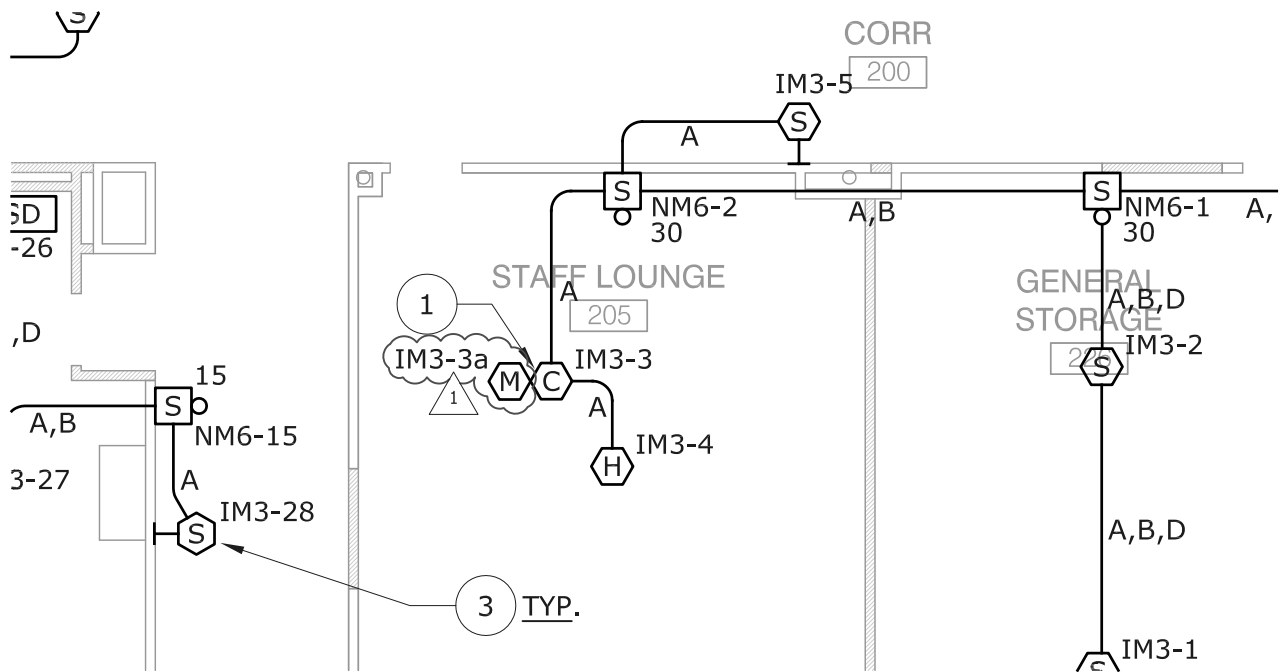 S
CORR
200
IM3-5
S
A
SD
-26
S
NM6-2
30
A,B
S
NM6-1
30
A,
STAFF LOUNGE
205
A
GENERAL
STORAGE
A,B,D
,D
1
IM3-3a
1
M
C
IM3-3
IM3-2
S
15
S
A,B
NM6-15
A
IM3-4
H
3-27
A
IM3-28
S
A,B,D
3
TYP.
IM3-1
S